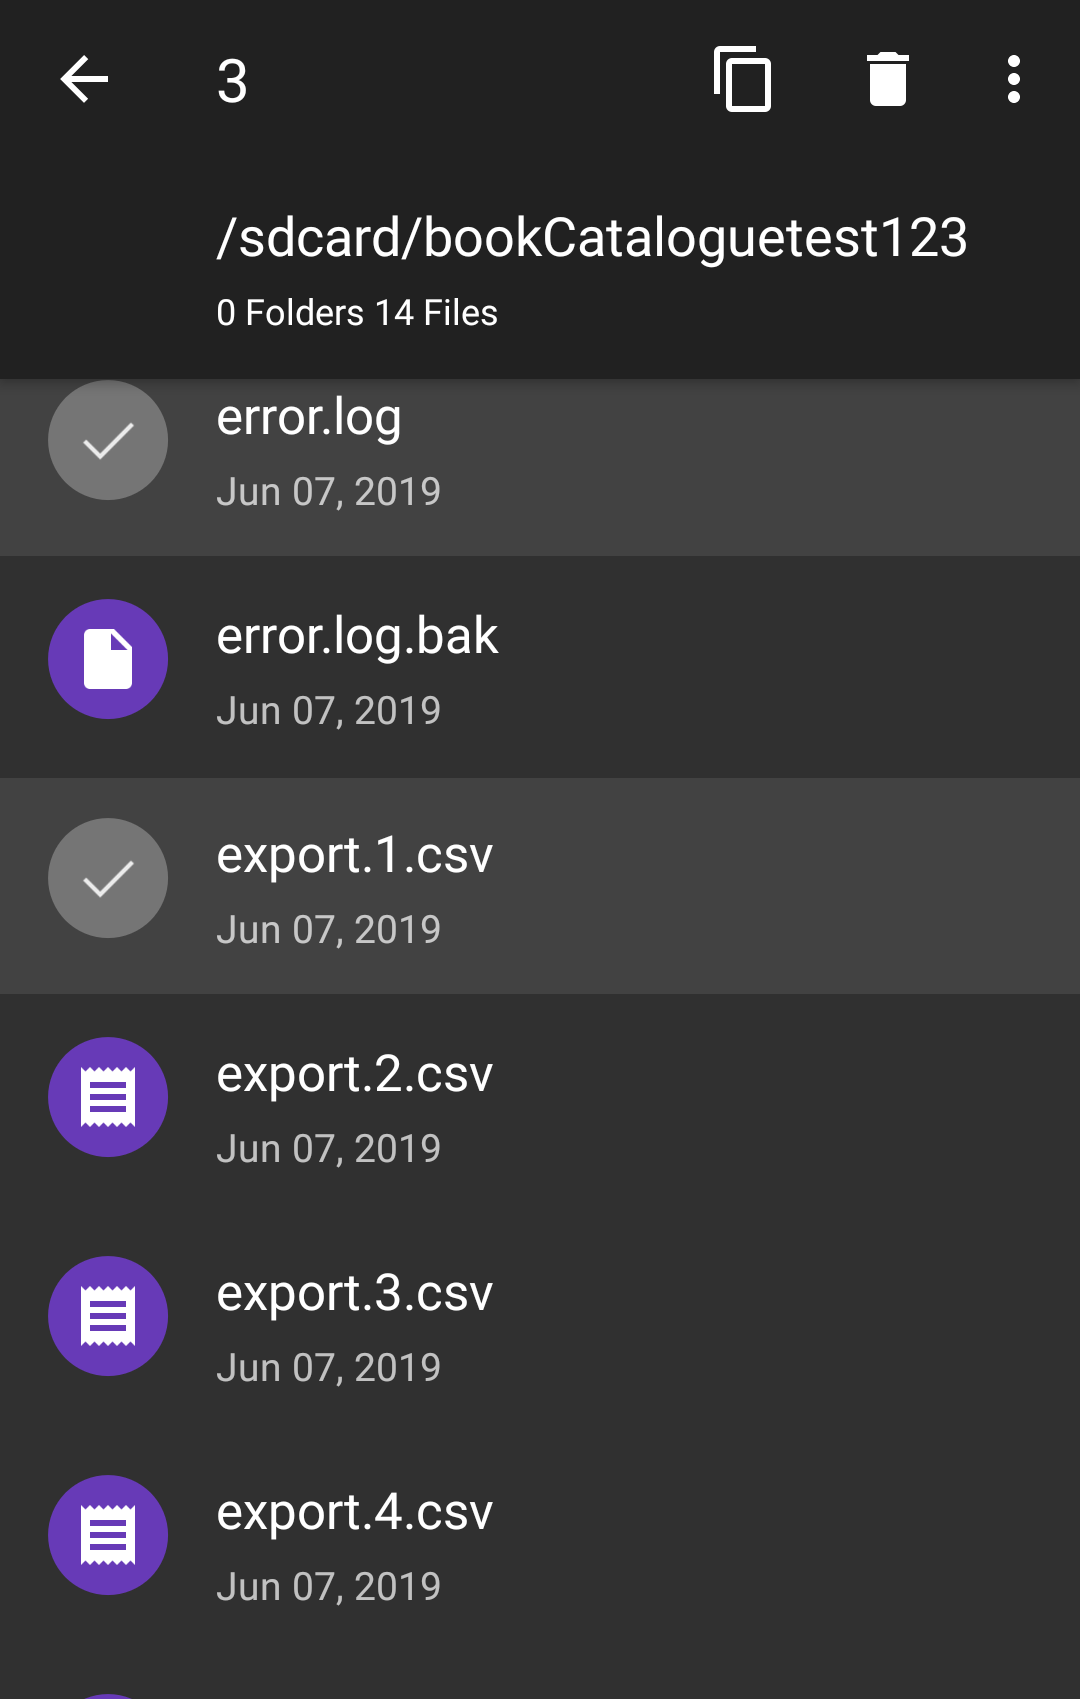 3
/sdcard/bookCataloguetest123
0 Folders 14 Files
error.log
Jun 07, 2019
error.log.bak
Jun 07, 2019
export.1.csv
Jun 07, 2019
export.2.csv
Jun 07, 2019
export.3.csv
Jun 07, 2019
export.4.csv
Jun 07, 2019